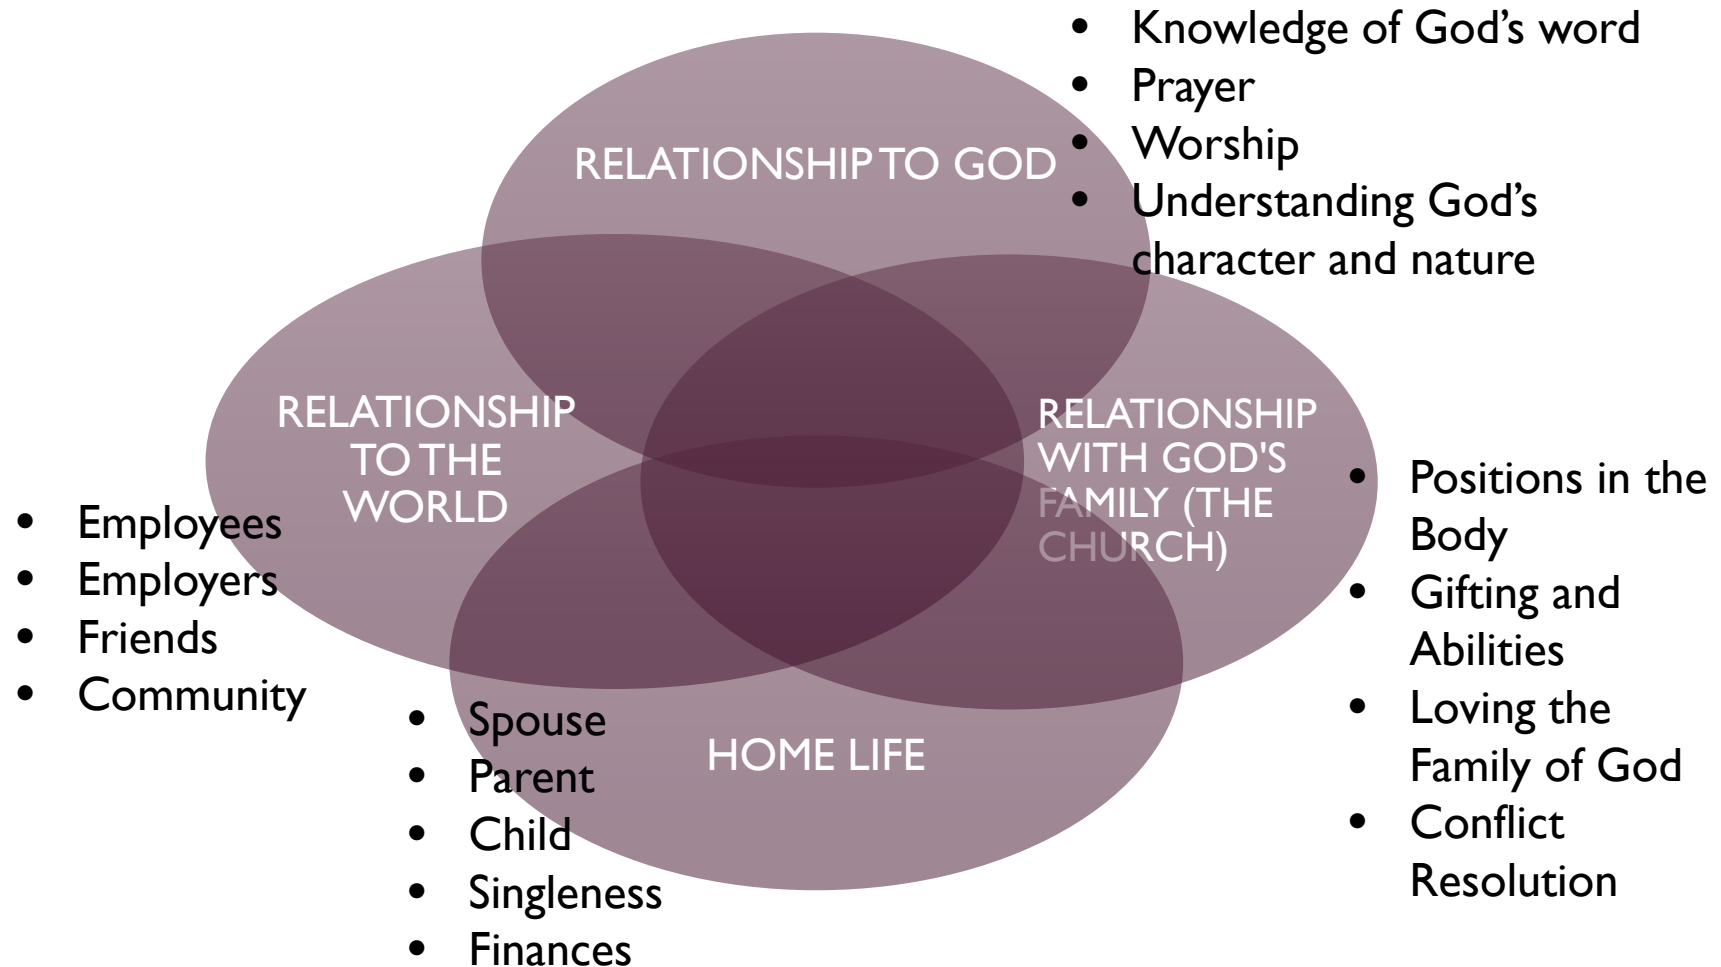 • Knowledge of God’s word
• Prayer
• Worship
• Understanding God’s
character and nature
RELATIONSHIP TO GOD
RELATIONSHIP
TO THE
WORLD
• Employees
• Employers
• Friends
• Community
RELATIONSHIP
WITH GOD'S
FAMILY (THE
CHURCH)
• Positions in the
Body
• Gifting and
Abilities
• Loving the
Family of God
• Conflict
Resolution
HOME LIFE
• Spouse
• Parent
• Child
• Singleness
• Finances